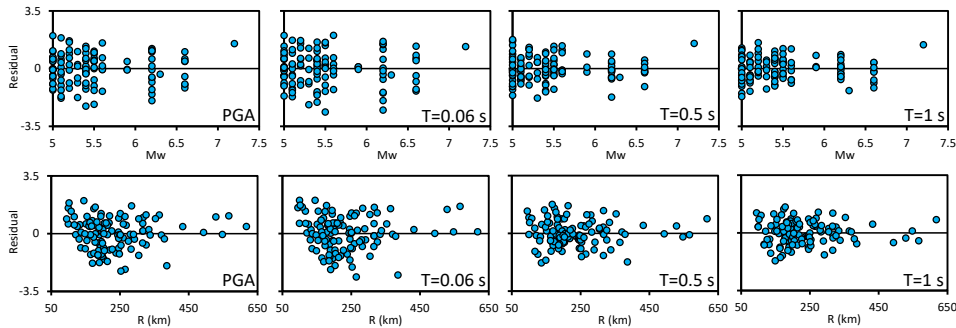 3.5
0
-3.5
Residual
PGA
T=0.06 s
T=0.5 s
T=1 s
5 5.5 6 6.5 7 7.5
5 5.5 6 6.5 7 7.5
5 5.5 6 6.5 7 7.5
5 5.5 6 6.5 7 7.5
Mw Mw Mw Mw
3.5
0
-3.5
Residual
PGA
T=0.06 s
T=0.5 s
T=1 s
50 250 450 650
50 250 450 650
50 250 450 650
50 250 450 650
R (km) R (km) R (km) R (km)